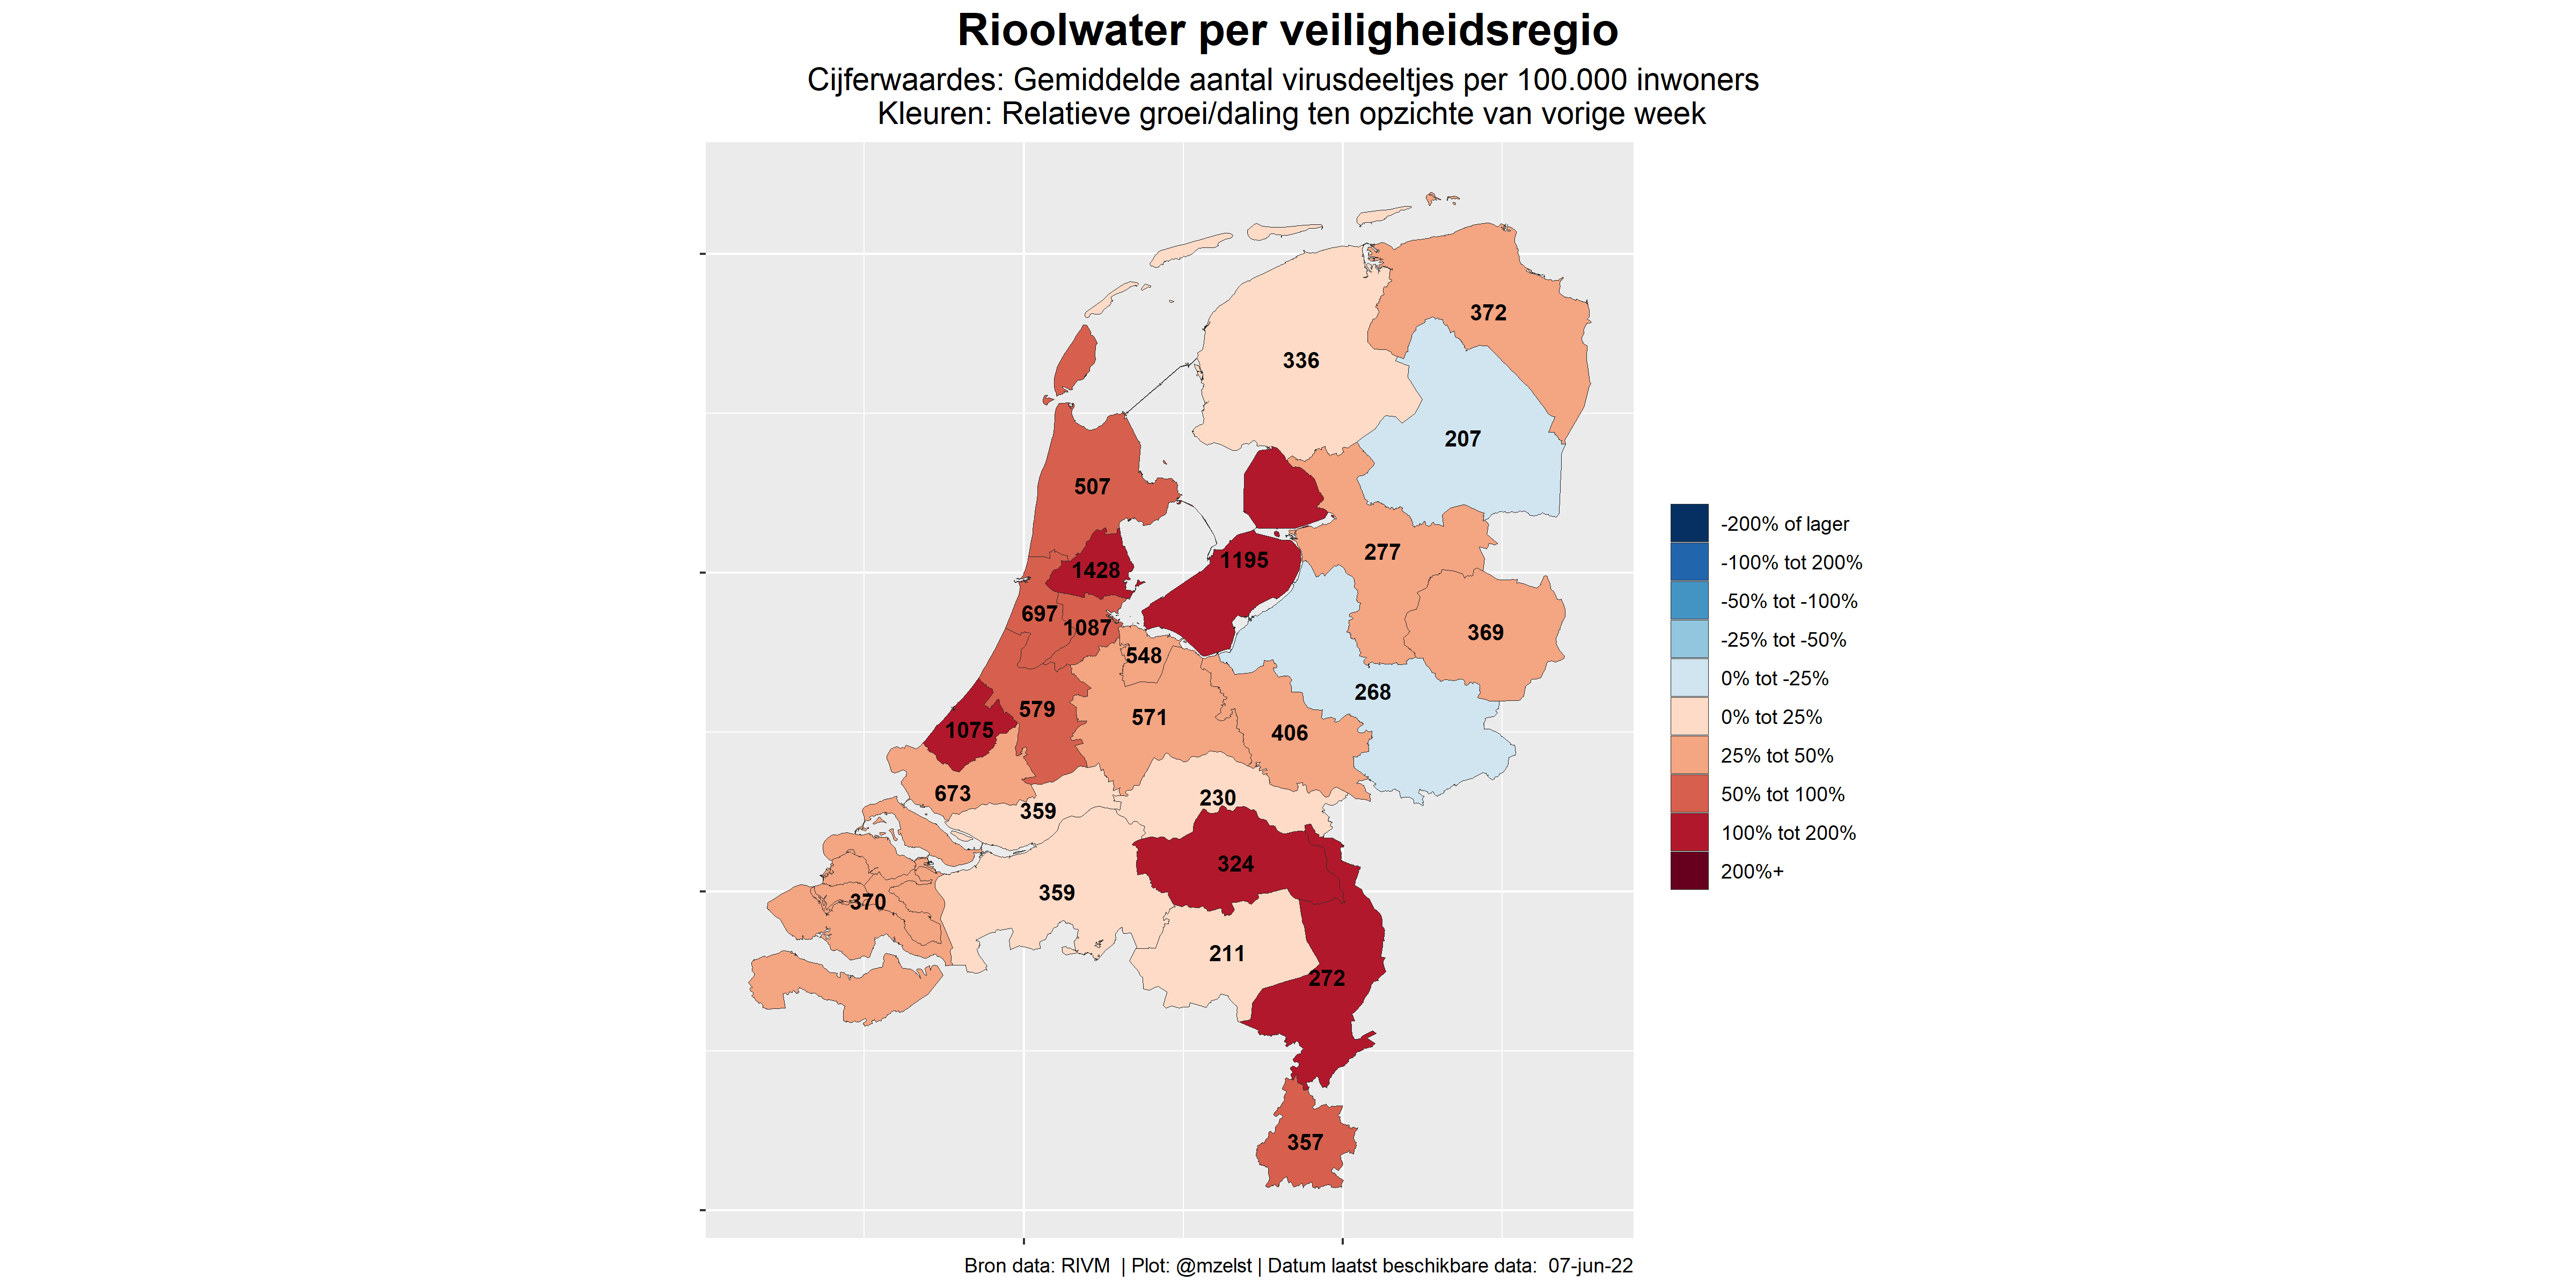 Rioolwater per veiligheidsregio
Cijferwaardes: Gemiddelde aantal virusdeeltjes per 100.000 inwoners
Kleuren: Relatieve groei/daling ten opzichte van vorige week
372
336
207
507
277
1195
1428
697
1087
369
548
268
579
571
1075
406
673
359
230
324
359
370
211
272
357
-200% of lager
-100% tot 200%
-50% tot -100%
-25% tot -50%
0% tot -25%
0% tot 25%
25% tot 50%
50% tot 100%
100% tot 200%
200%+
Bron data: RIVM | Plot: @mzelst | Datum laatst beschikbare data: 07-jun-22